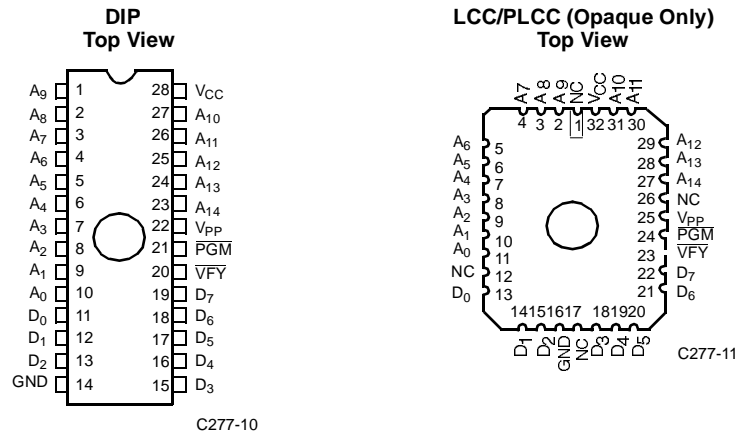 DIP
Top View
A9 1 28 VCC
A8 2 27 A10
A7 3 26 A11
A6 4 25 A12
A5 5 24 A13
A4 6 23 A14
A3 7 22 VPP
A2 8 21 PGM
A1 9 20 VFY
A0 10 19 D7
D0 11 18 D6
D1 12 17 D5
D2 13 16 D4
GND 14 15 D3
C277-10
LCC/PLCC (Opaque Only)
Top View
A7 A8 A9 NC VCC A10 A11
4 3 2 1 32 31 30
A6 5 29 A12
A5 6 28 A13
A4 7 27 A14
A3 8 26 NC
A2 9 25 VPP
A1 10 24 PGM
A0 11 23 VFY
NC 12 22 D7
D0 13 21 D6
14 15 16 17 18 19 20
D1 D2 GND NC D3 D4 D5
C277-11